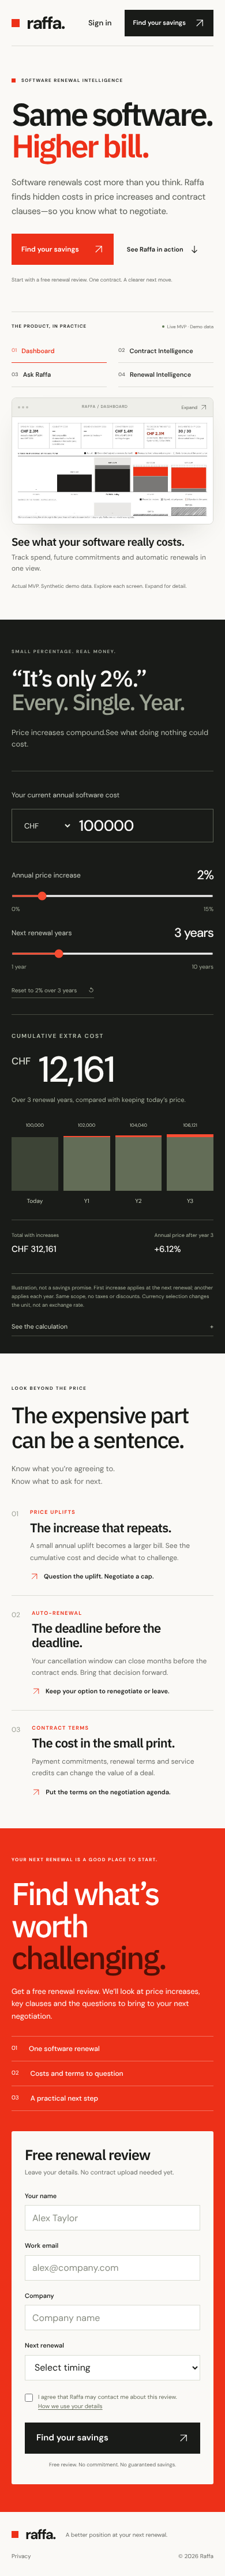 raffa.
Sign in
Find your savings
SOFTWARE RENEWAL INTELLIGENCE
Same software.
Higher bill.
Software renewals cost more than you think. Raffa
finds hidden costs in price increases and contract
clauses—so you know what to negotiate.
Find your savings
See Raffa in action
Start with a free renewal review. One contract. A clearer next move.
THE PRODUCT, IN PRACTICE
Live MVP · Demo data
01 Dashboard
02 Contract Intelligence
03 Ask Raffa
04 Renewal Intelligence
RAFFA / DASHBOARD
Expand
CHF 2.3M
CHF 1.4M
CHF 2.3M
30 / 30
See what your software really costs.
Track spend, future commitments and automatic renewals in
one view.
Actual MVP. Synthetic demo data. Explore each screen. Expand for detail.
SMALL PERCENTAGE. REAL MONEY.
“It’s only 2%.”
Every. Single. Year.
Price increases compound.See what doing nothing could
cost.
Your current annual software cost
CHF
100000
Annual price increase
2%
0%
15%
Next renewal years
3 years
1 year
10 years
Reset to 2% over 3 years
CUMULATIVE EXTRA COST
CHF 12,161
Over 3 renewal years, compared with keeping today’s price.
100,000
102,000
104,040
106,121
Today
Y1
Y2
Y3
Total with increases
Annual price after year 3
CHF 312,161
+6.12%
Illustration, not a savings promise. First increase applies at the next renewal; another
applies each year. Same scope, no taxes or discounts. Currency selection changes
the unit, not an exchange rate.
See the calculation
+
LOOK BEYOND THE PRICE
The expensive part
can be a sentence.
Know what you’re agreeing to.
Know what to ask for next.
01
PRICE UPLIFTS
The increase that repeats.
A small annual uplift becomes a larger bill. See the
cumulative cost and decide what to challenge.
Question the uplift. Negotiate a cap.
02
AUTO-RENEWAL
The deadline before the
deadline.
Your cancellation window can close months before the
contract ends. Bring that decision forward.
Keep your option to renegotiate or leave.
03
CONTRACT TERMS
The cost in the small print.
Payment commitments, renewal terms and service
credits can change the value of a deal.
Put the terms on the negotiation agenda.
YOUR NEXT RENEWAL IS A GOOD PLACE TO START.
Find what’s
worth
challenging.
Get a free renewal review. We’ll look at price increases,
key clauses and the questions to bring to your next
negotiation.
01 One software renewal
02 Costs and terms to question
03 A practical next step
Free renewal review
Leave your details. No contract upload needed yet.
Your name
Alex Taylor
Work email
alex@company.com
Company
Company name
Next renewal
Select timing
I agree that Raffa may contact me about this review.
How we use your details
Find your savings
Free review. No commitment. No guaranteed savings.
raffa.
A better position at your next renewal.
Privacy
© 2026 Raffa